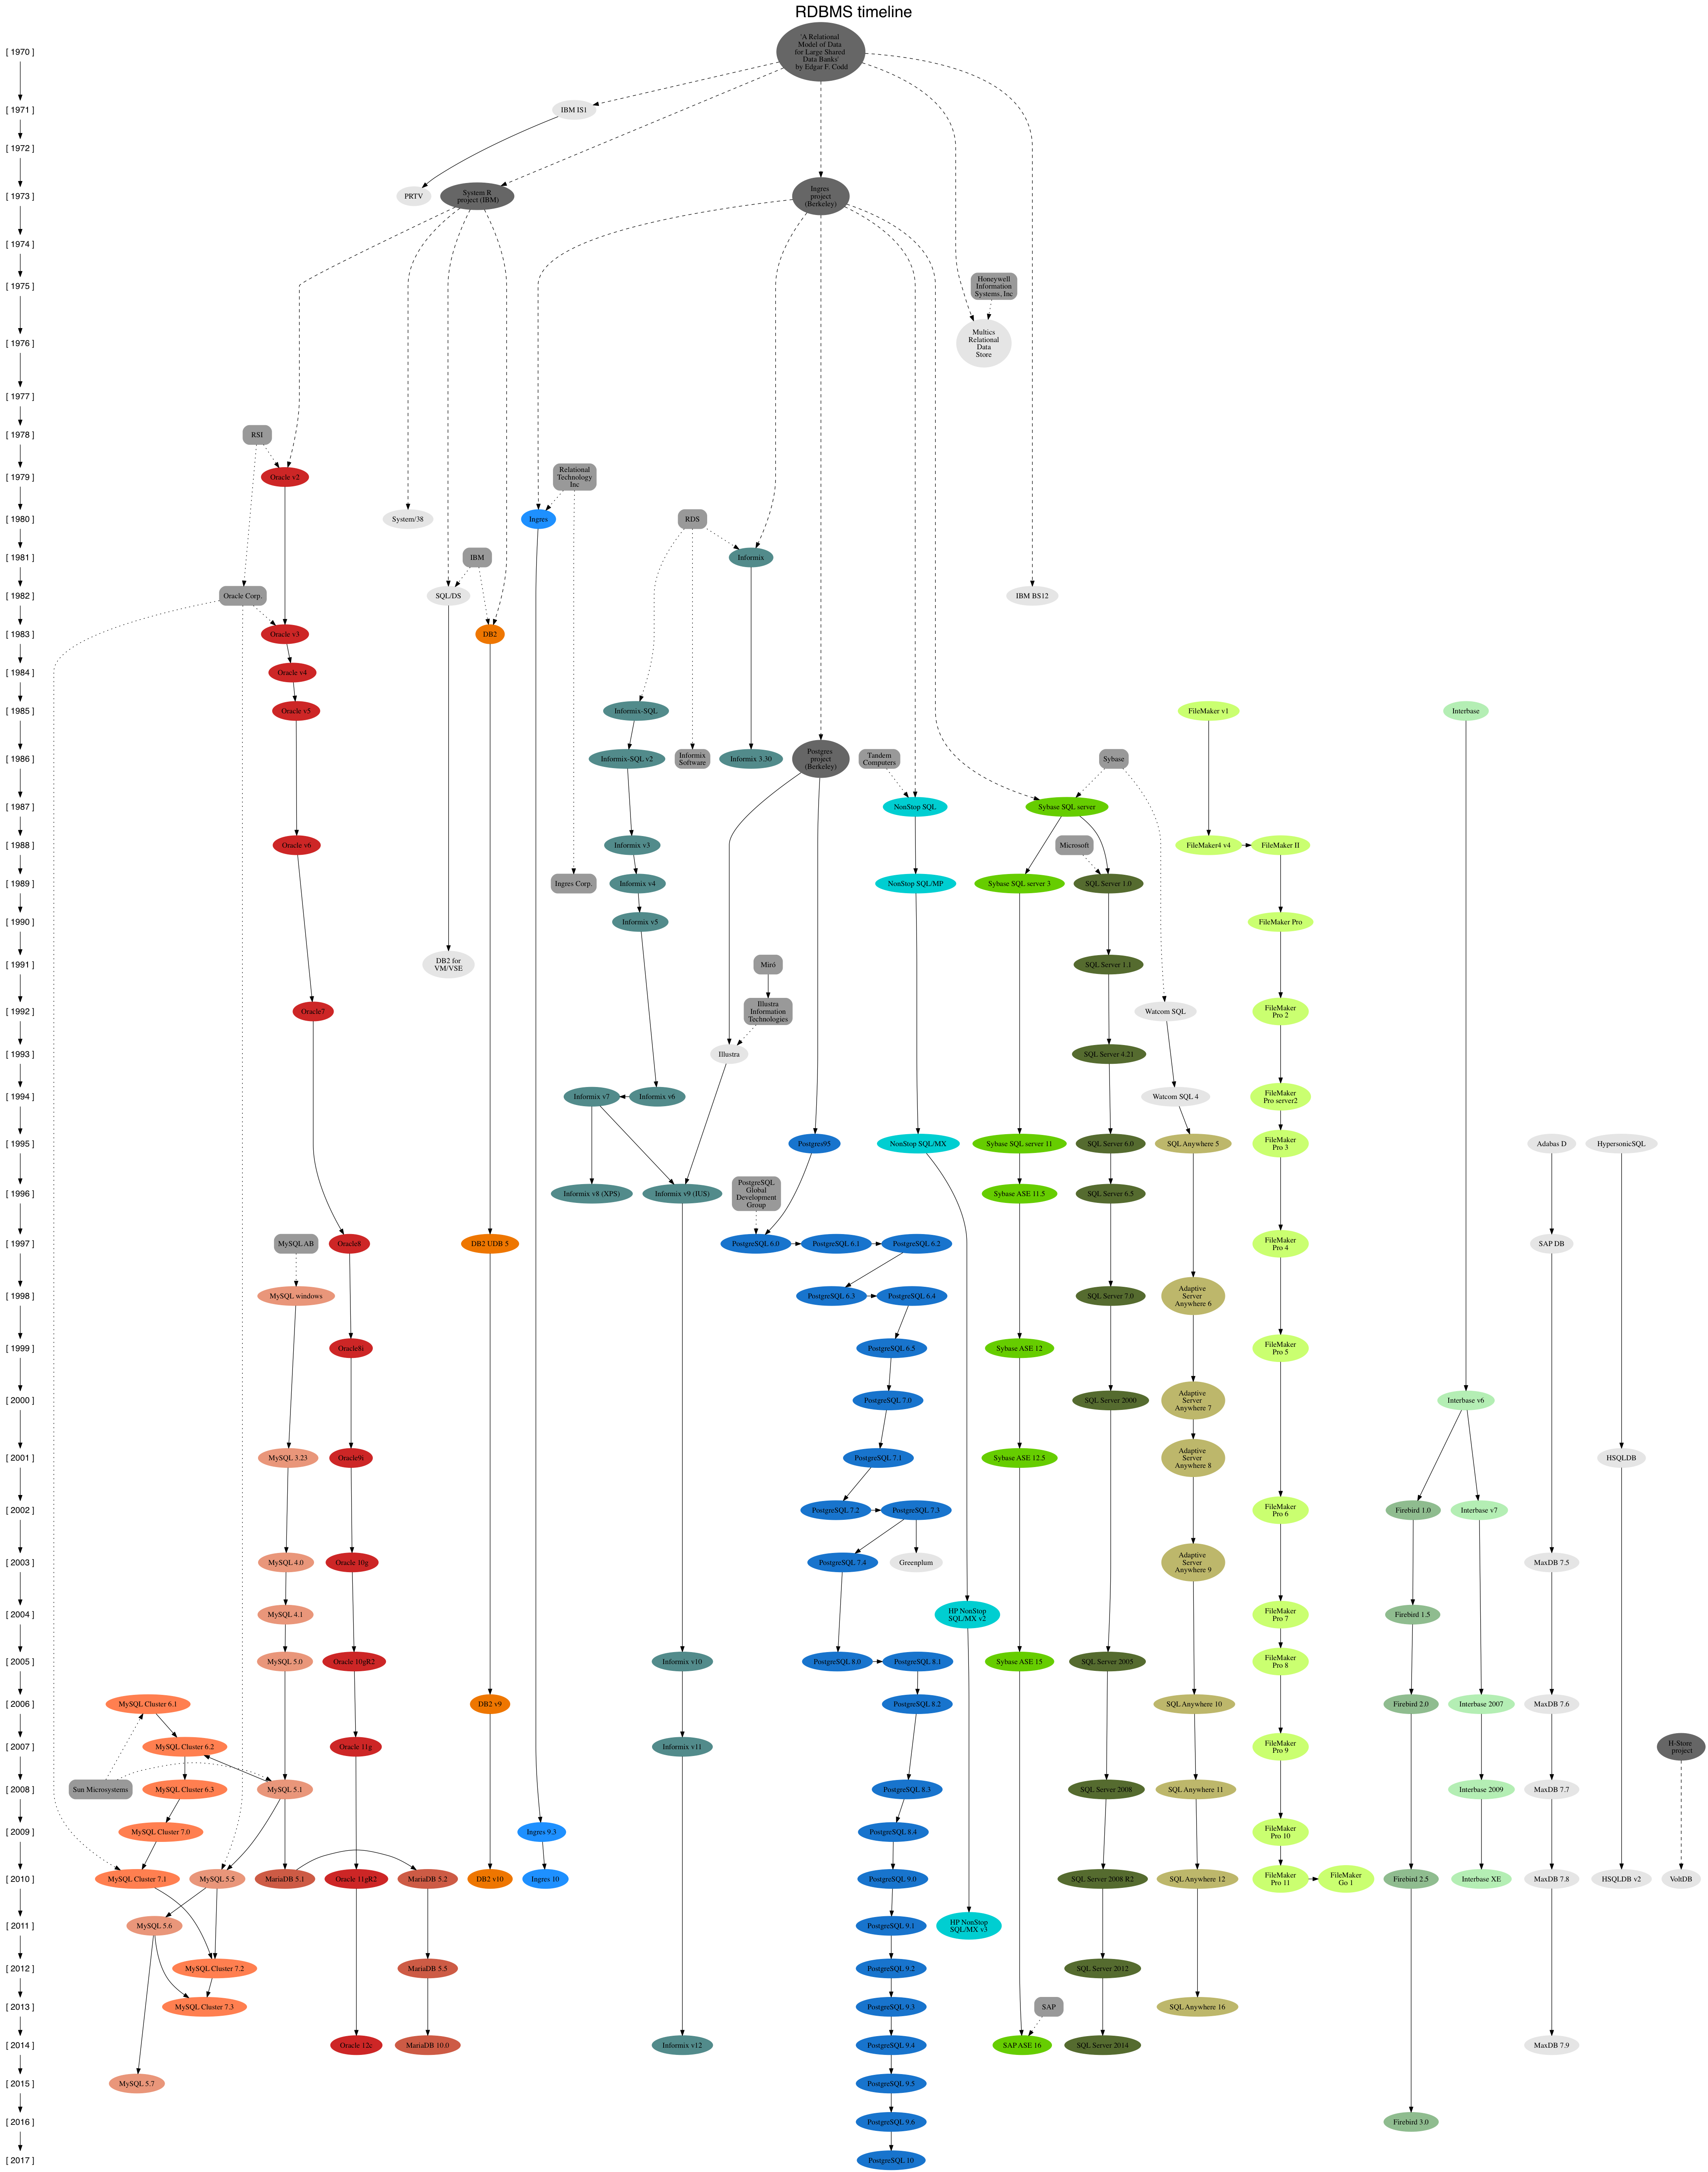 RDBMS timeline
'A Relational
Model of Data
for Large Shared
Data Banks'
by Edgar F. Codd
[ 1970 ]
[ 1971 ]
IBM IS1
[ 1972 ]
[ 1973 ]
PRTV
System R
project (IBM)
Ingres
project
(Berkeley)
[ 1974 ]
[ 1975 ]
Honeywell
Information
Systems, Inc
[ 1976 ]
Multics
Relational
Data
Store
[ 1977 ]
[ 1978 ]
RSI
[ 1979 ]
Oracle v2
Relational
Technology
Inc
[ 1980 ]
System/38
Ingres
RDS
[ 1981 ]
IBM
Informix
[ 1982 ]
Oracle Corp.
SQL/DS
IBM BS12
[ 1983 ]
Oracle v3
DB2
[ 1984 ]
Oracle v4
[ 1985 ]
Oracle v5
Informix-SQL
FileMaker v1
Interbase
[ 1986 ]
Informix-SQL v2
Informix
Software
Informix 3.30
Postgres
project
(Berkeley)
Tandem
Computers
Sybase
[ 1987 ]
NonStop SQL
Sybase SQL server
[ 1988 ]
Oracle v6
Informix v3
Microsoft
FileMaker4 v4
FileMaker II
[ 1989 ]
Ingres Corp.
Informix v4
NonStop SQL/MP
Sybase SQL server 3
SQL Server 1.0
[ 1990 ]
Informix v5
FileMaker Pro
[ 1991 ]
DB2 for
VM/VSE
Miró
SQL Server 1.1
[ 1992 ]
Oracle7
Illustra
Information
Technologies
Watcom SQL
FileMaker
Pro 2
[ 1993 ]
Illustra
SQL Server 4.21
[ 1994 ]
Informix v7
Informix v6
Watcom SQL 4
FileMaker
Pro server2
[ 1995 ]
Postgres95
NonStop SQL/MX
Sybase SQL server 11
SQL Server 6.0
SQL Anywhere 5
FileMaker
Pro 3
Adabus D
HypersonicSQL
[ 1996 ]
Informix v8 (XPS)
Informix v9 (IUS)
PostgreSQL
Global
Development
Group
Sybase ASE 11.5
SQL Server 6.5
[ 1997 ]
MySQL AB
Oracle8
DB2 UDB 5
PostgreSQL 6.0
PostgreSQL 6.1
PostgreSQL 6.2
FileMaker
Pro 4
SAP DB
[ 1998 ]
MySQL windows
PostgreSQL 6.3
PostgreSQL 6.4
SQL Server 7.0
Adaptive
Server
Anywhere 6
[ 1999 ]
Oracle8i
PostgreSQL 6.5
Sybase ASE 12
FileMaker
Pro 5
[ 2000 ]
PostgreSQL 7.0
SQL Server 2000
Adaptive
Server
Anywhere 7
Interbase v6
[ 2001 ]
MySQL 3.23
Oracle9i
PostgreSQL 7.1
Sybase ASE 12.5
Adaptive
Server
Anywhere 8
HSQLDB
[ 2002 ]
PostgreSQL 7.2
PostgreSQL 7.3
FileMaker
Pro 6
Firebird 1.0
Interbase v7
[ 2003 ]
MySQL 4.0
Oracle 10g
PostgreSQL 7.4
Greenplum
Adaptive
Server
Anywhere 9
MaxDB 7.5
[ 2004 ]
MySQL 4.1
HP NonStop
SQL/MX v2
FileMaker
Pro 7
Firebird 1.5
[ 2005 ]
MySQL 5.0
Oracle 10gR2
Informix v10
PostgreSQL 8.0
PostgreSQL 8.1
Sybase ASE 15
SQL Server 2005
FileMaker
Pro 8
[ 2006 ]
MySQL Cluster 6.1
DB2 v9
PostgreSQL 8.2
SQL Anywhere 10
Firebird 2.0
Interbase 2007
MaxDB 7.6
[ 2007 ]
MySQL Cluster 6.2
Oracle 11g
Informix v11
FileMaker
Pro 9
H-Store
project
[ 2008 ]
Sun Microsystems
MySQL Cluster 6.3
MySQL 5.1
PostgreSQL 8.3
SQL Server 2008
SQL Anywhere 11
Interbase 2009
MaxDB 7.7
[ 2009 ]
MySQL Cluster 7.0
Ingres 9.3
PostgreSQL 8.4
FileMaker
Pro 10
[ 2010 ]
MySQL Cluster 7.1
MySQL 5.5
MariaDB 5.1
Oracle 11gR2
MariaDB 5.2
DB2 v10
Ingres 10
PostgreSQL 9.0
SQL Server 2008 R2
SQL Anywhere 12
FileMaker
Pro 11
FileMaker
Go 1
Firebird 2.5
Interbase XE
MaxDB 7.8
HSQLDB v2
VoltDB
[ 2011 ]
MySQL 5.6
PostgreSQL 9.1
HP NonStop
SQL/MX v3
[ 2012 ]
MySQL Cluster 7.2
MariaDB 5.5
PostgreSQL 9.2
SQL Server 2012
[ 2013 ]
MySQL Cluster 7.3
PostgreSQL 9.3
SAP
SQL Anywhere 16
[ 2014 ]
Oracle 12c
MariaDB 10.0
Informix v12
PostgreSQL 9.4
SAP ASE 16
SQL Server 2014
MaxDB 7.9
[ 2015 ]
MySQL 5.7
PostgreSQL 9.5
[ 2016 ]
PostgreSQL 9.6
Firebird 3.0
[ 2017 ]
PostgreSQL 10